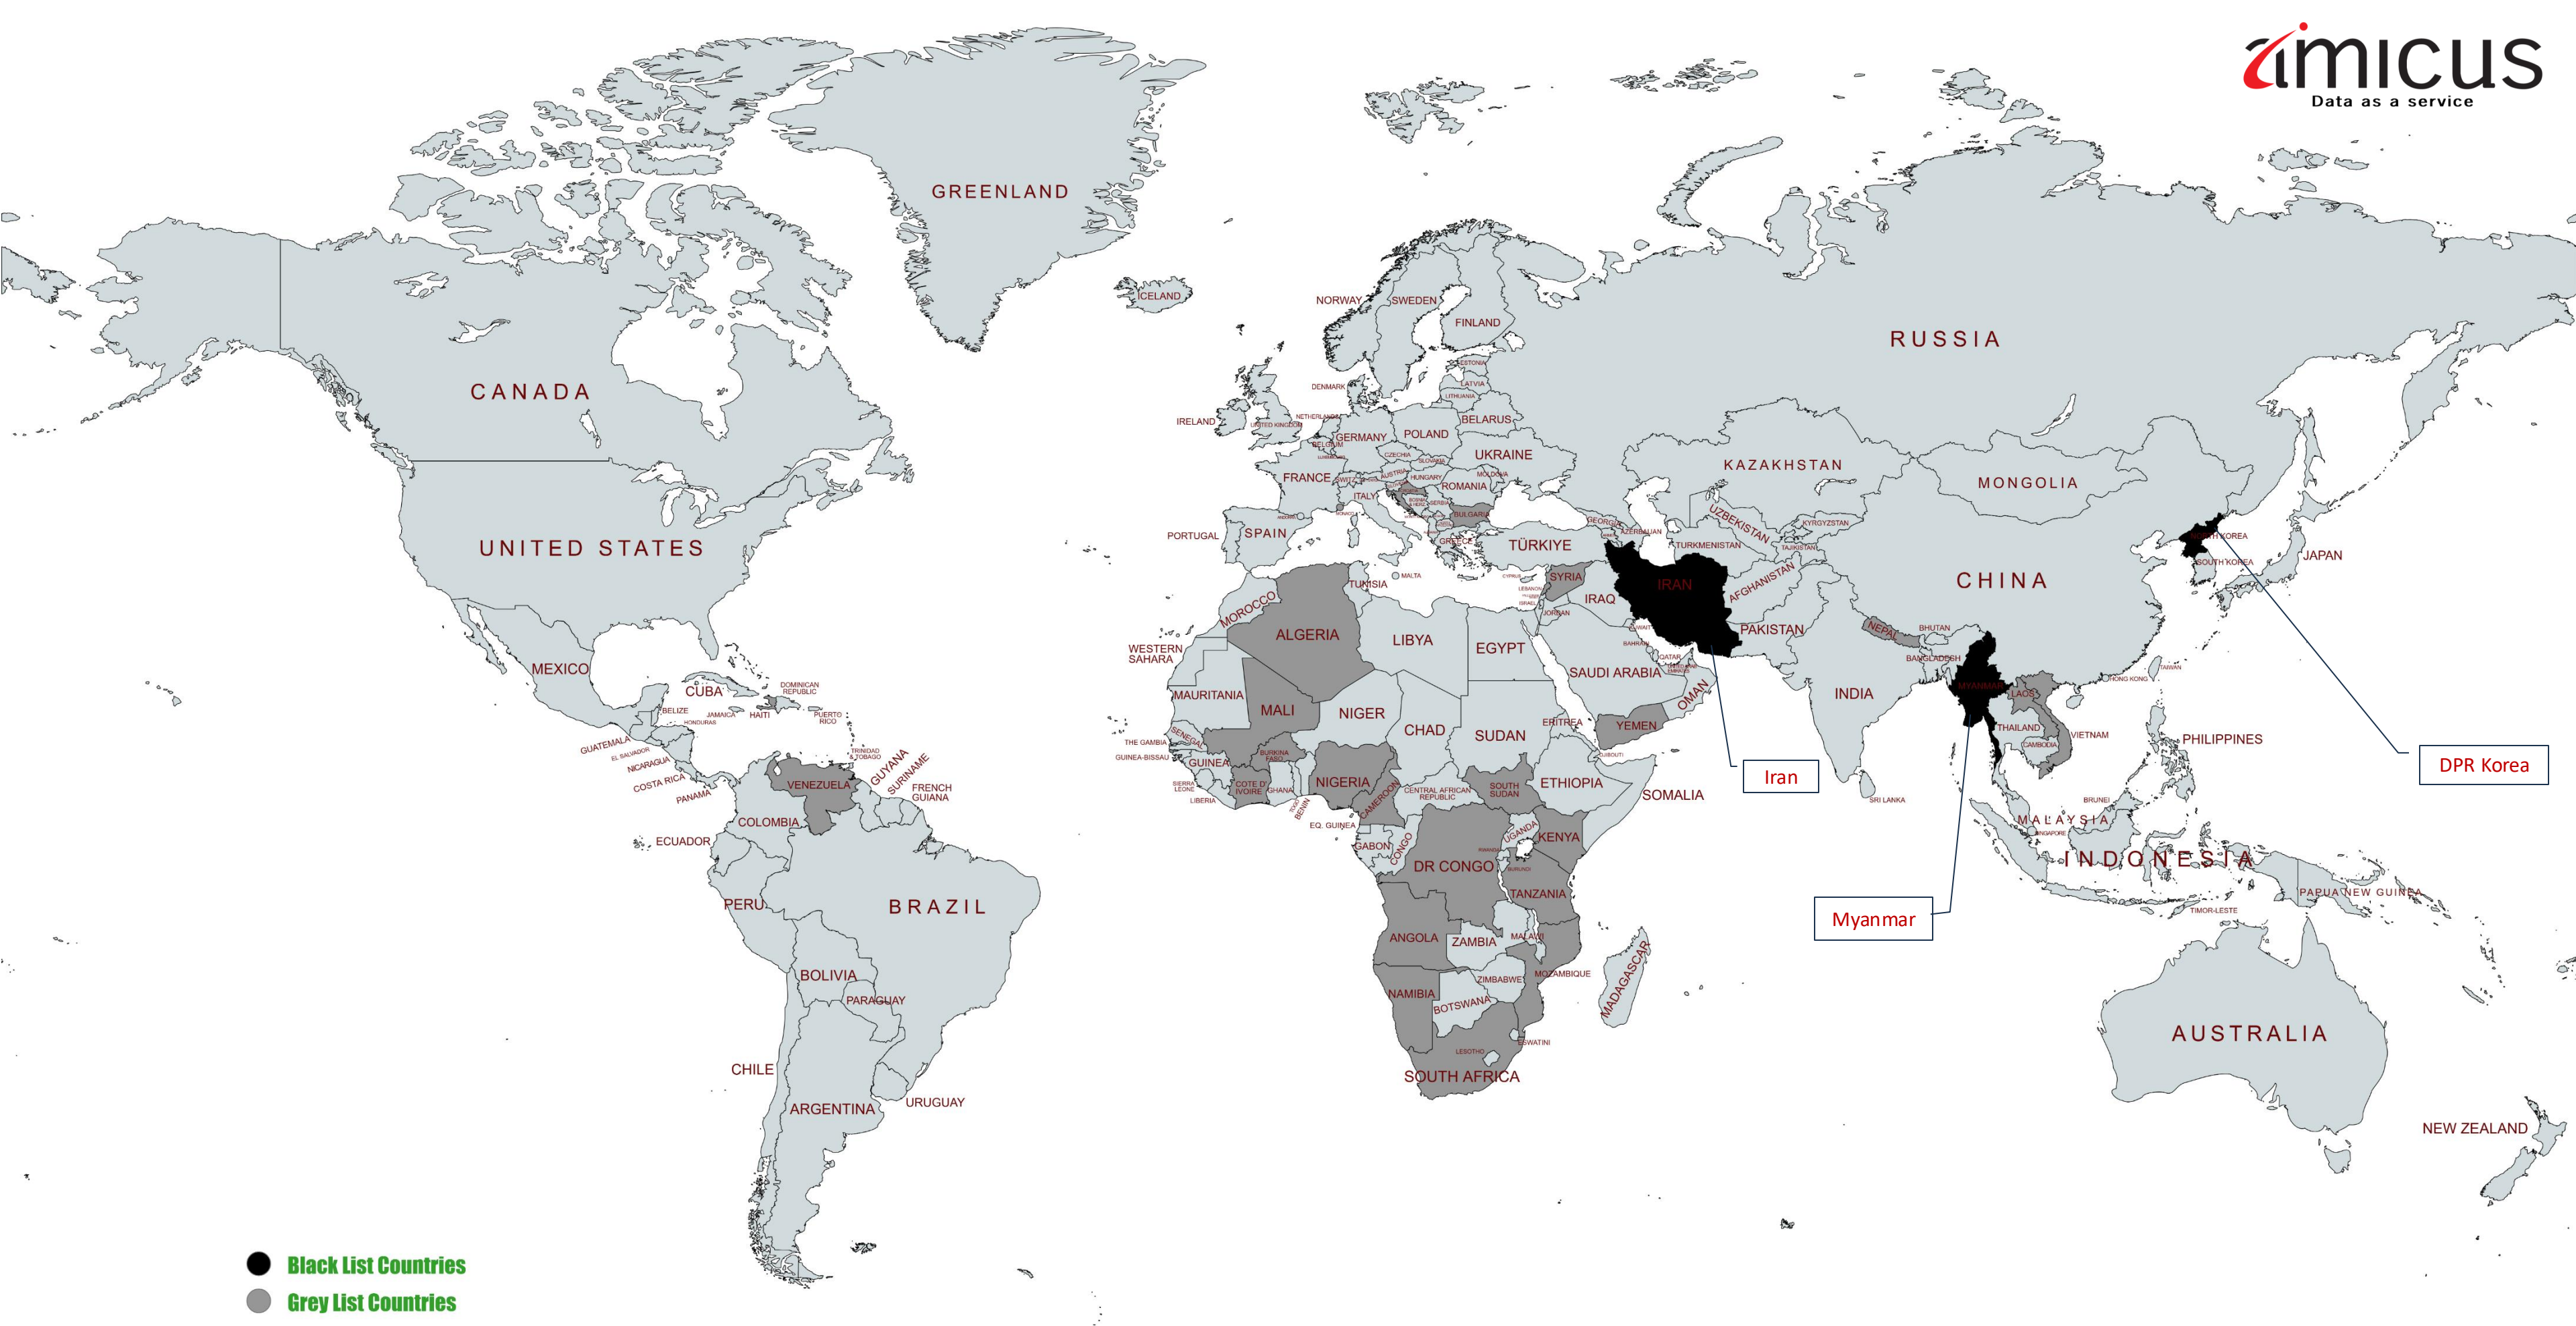 amicus
Data as a service
GREENLAND
ICELAND
NORWAY
SWEDEN
FINLAND
RUSSIA
CANADA
ESTONIA
LATVIA
LITHUANIA
DENMARK
IRELAND
UNITED KINGDOM
BELARUS
BELGIUM
GERMANY
POLAND
CZECHIA
SLOVAKIA
UKRAINE
FRANCE
SWITZ.
AUSTRIA
HUNGARY
MOLDOVA
ROMANIA
ITALY
SERBIA
BULGARIA
MONACO
KAZAKHSTAN
MONGOLIA
UNITED STATES
PORTUGAL
SPAIN
GREECE
TÜRKIYE
GEORGIA
AZERBAIJAN
UZBEKISTAN
KYRGYZSTAN
TURKMENISTAN
TAJIKISTAN
NORTH KOREA
SOUTH KOREA
JAPAN
CHINA
MALTA
TUNISIA
CYPRUS
SYRIA
LEBANON
ISRAEL
JORDAN
IRAQ
IRAN
AFGHANISTAN
MOROCCO
ALGERIA
LIBYA
EGYPT
KUWAIT
BAHRAIN
QATAR
SAUDI ARABIA
OMAN
PAKISTAN
NEPAL
BHUTAN
BANGLADESH
INDIA
MYANMAR
LAOS
TAIWAN
HONG KONG
WESTERN
SAHARA
MEXICO
CUBA
DOMINICAN
REPUBLIC
BELIZE
JAMAICA
HAITI
PUERTO
RICO
HONDURAS
GUATEMALA
EL SALVADOR
NICARAGUA
COSTA RICA
PANAMA
TRINIDAD
& TOBAGO
VENEZUELA
GUYANA
SURINAME
FRENCH
GUIANA
COLOMBIA
ECUADOR
PERU
BRAZIL
BOLIVIA
PARAGUAY
CHILE
ARGENTINA
URUGUAY
MAURITANIA
MALI
NIGER
CHAD
SUDAN
ERITREA
YEMEN
DJIBOUTI
SENEGAL
THE GAMBIA
GUINEA-BISSAU
GUINEA
SIERRA
LEONE
LIBERIA
BURKINA
FASO
COTE D'
IVOIRE
GHANA
TOGO
BENIN
NIGERIA
CAMEROON
CENTRAL AFRICAN
REPUBLIC
SOUTH
SUDAN
ETHIOPIA
SOMALIA
EQ. GUINEA
GABON
CONGO
DR CONGO
UGANDA
KENYA
RWANDA
BURUNDI
TANZANIA
ANGOLA
ZAMBIA
MALAWI
MOZAMBIQUE
ZIMBABWE
NAMIBIA
BOTSWANA
MADAGASCAR
ESWATINI
LESOTHO
SOUTH AFRICA
THAILAND
VIETNAM
CAMBODIA
PHILIPPINES
SRI LANKA
BRUNEI
MALAYSIA
SINGAPORE
INDONESIA
PAPUA NEW GUINEA
TIMOR-LESTE
AUSTRALIA
NEW ZEALAND
Iran
DPR Korea
Myanmar
Black List Countries
Grey List Countries